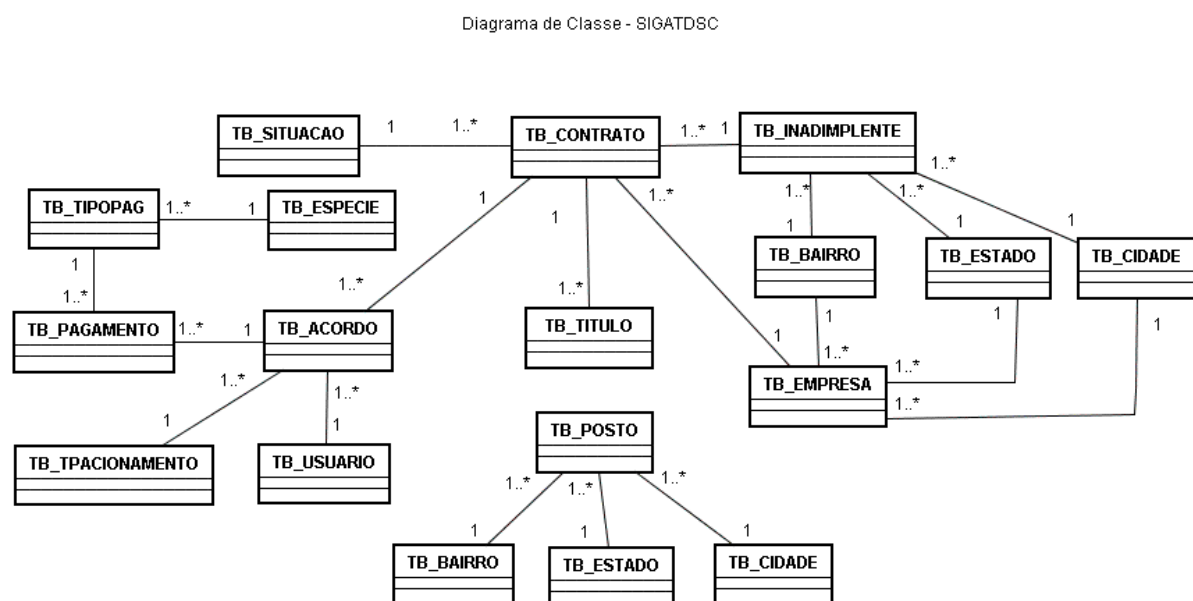 Diagrama de Classe - SIGATDSC
TB_SITUACAO
1
1..*
TB_CONTRATO
1..*
1
TB_INADIMPLENTE
TB_TIPOPAG
1..*
1
TB_ESPECIE
1
1..*
1
1..*
1
1..*
1..*
1
1..*
1
1..*
1
TB_BAIRRO
TB_ESTADO
TB_CIDADE
1
1..*
TB_PAGAMENTO
1..*
1
TB_ACORDO
TB_TITULO
1
1..*
1
1..*
1
1..*
TB_EMPRESA
1..*
1
1..*
1
TB_TPACIONAMENTO
TB_USUARIO
TB_POSTO
1..*
1
1..*
1
1..*
1
TB_BAIRRO
TB_ESTADO
TB_CIDADE